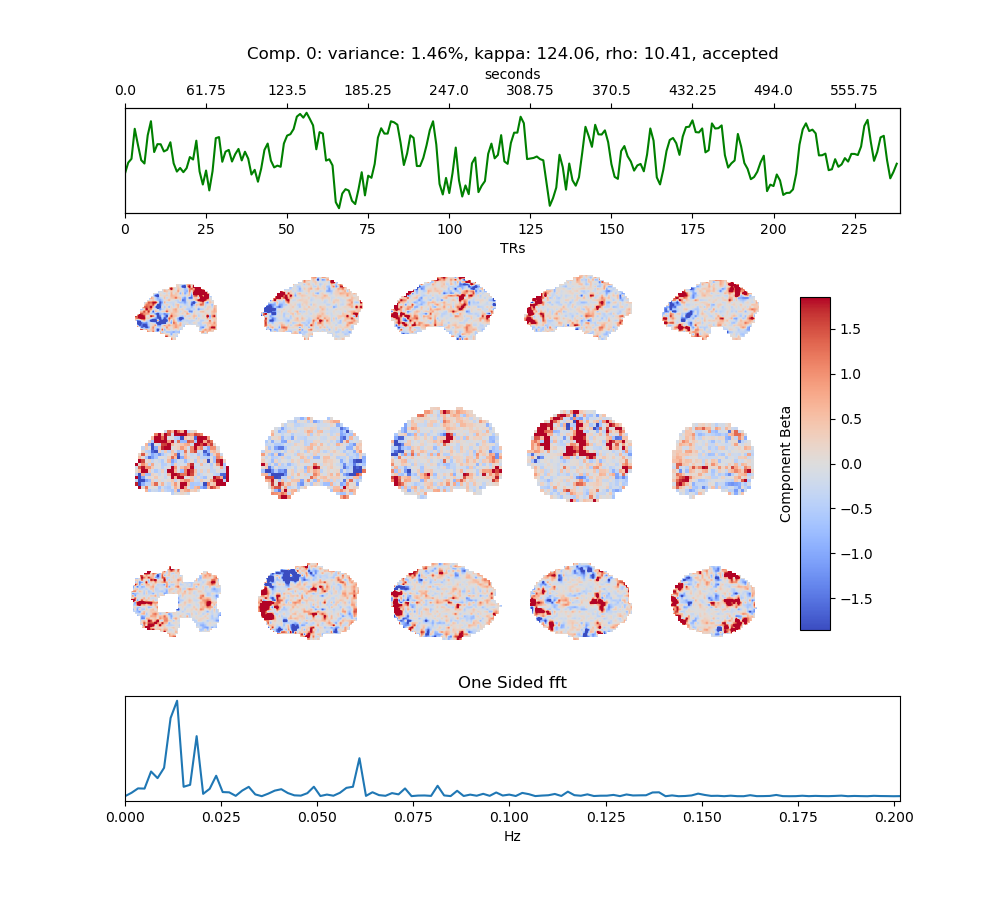 Comp. 0: variance: 1.46%, kappa: 124.06, rho: 10.41, accepted
seconds
0.0 61.75 123.5 185.25 247.0 308.75 370.5 432.25 494.0 555.75
0 25 50 75 100 125 150 175 200 225
TRs
1.5
1.0
0.5
0.0
−0.5
−1.0
−1.5
Component Beta
One Sided fft
0.000 0.025 0.050 0.075 0.100 0.125 0.150 0.175 0.200
Hz